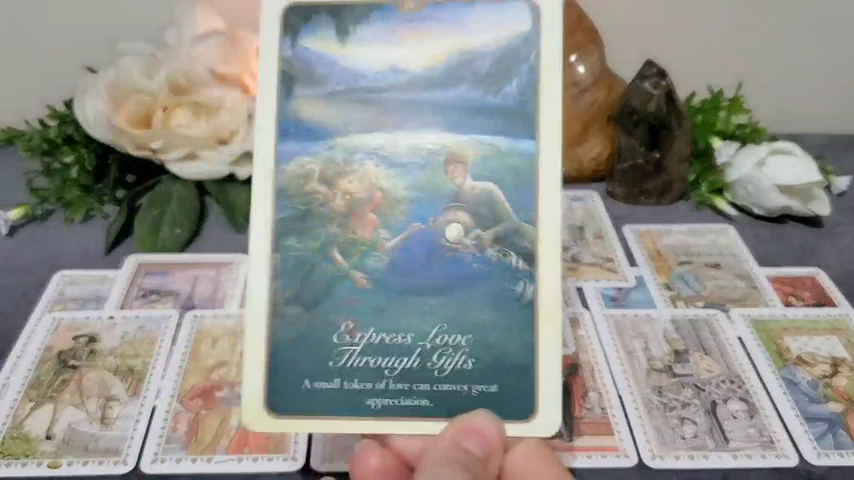 Express Love
Through Gifts
A small token of love can convey great
appreciation.